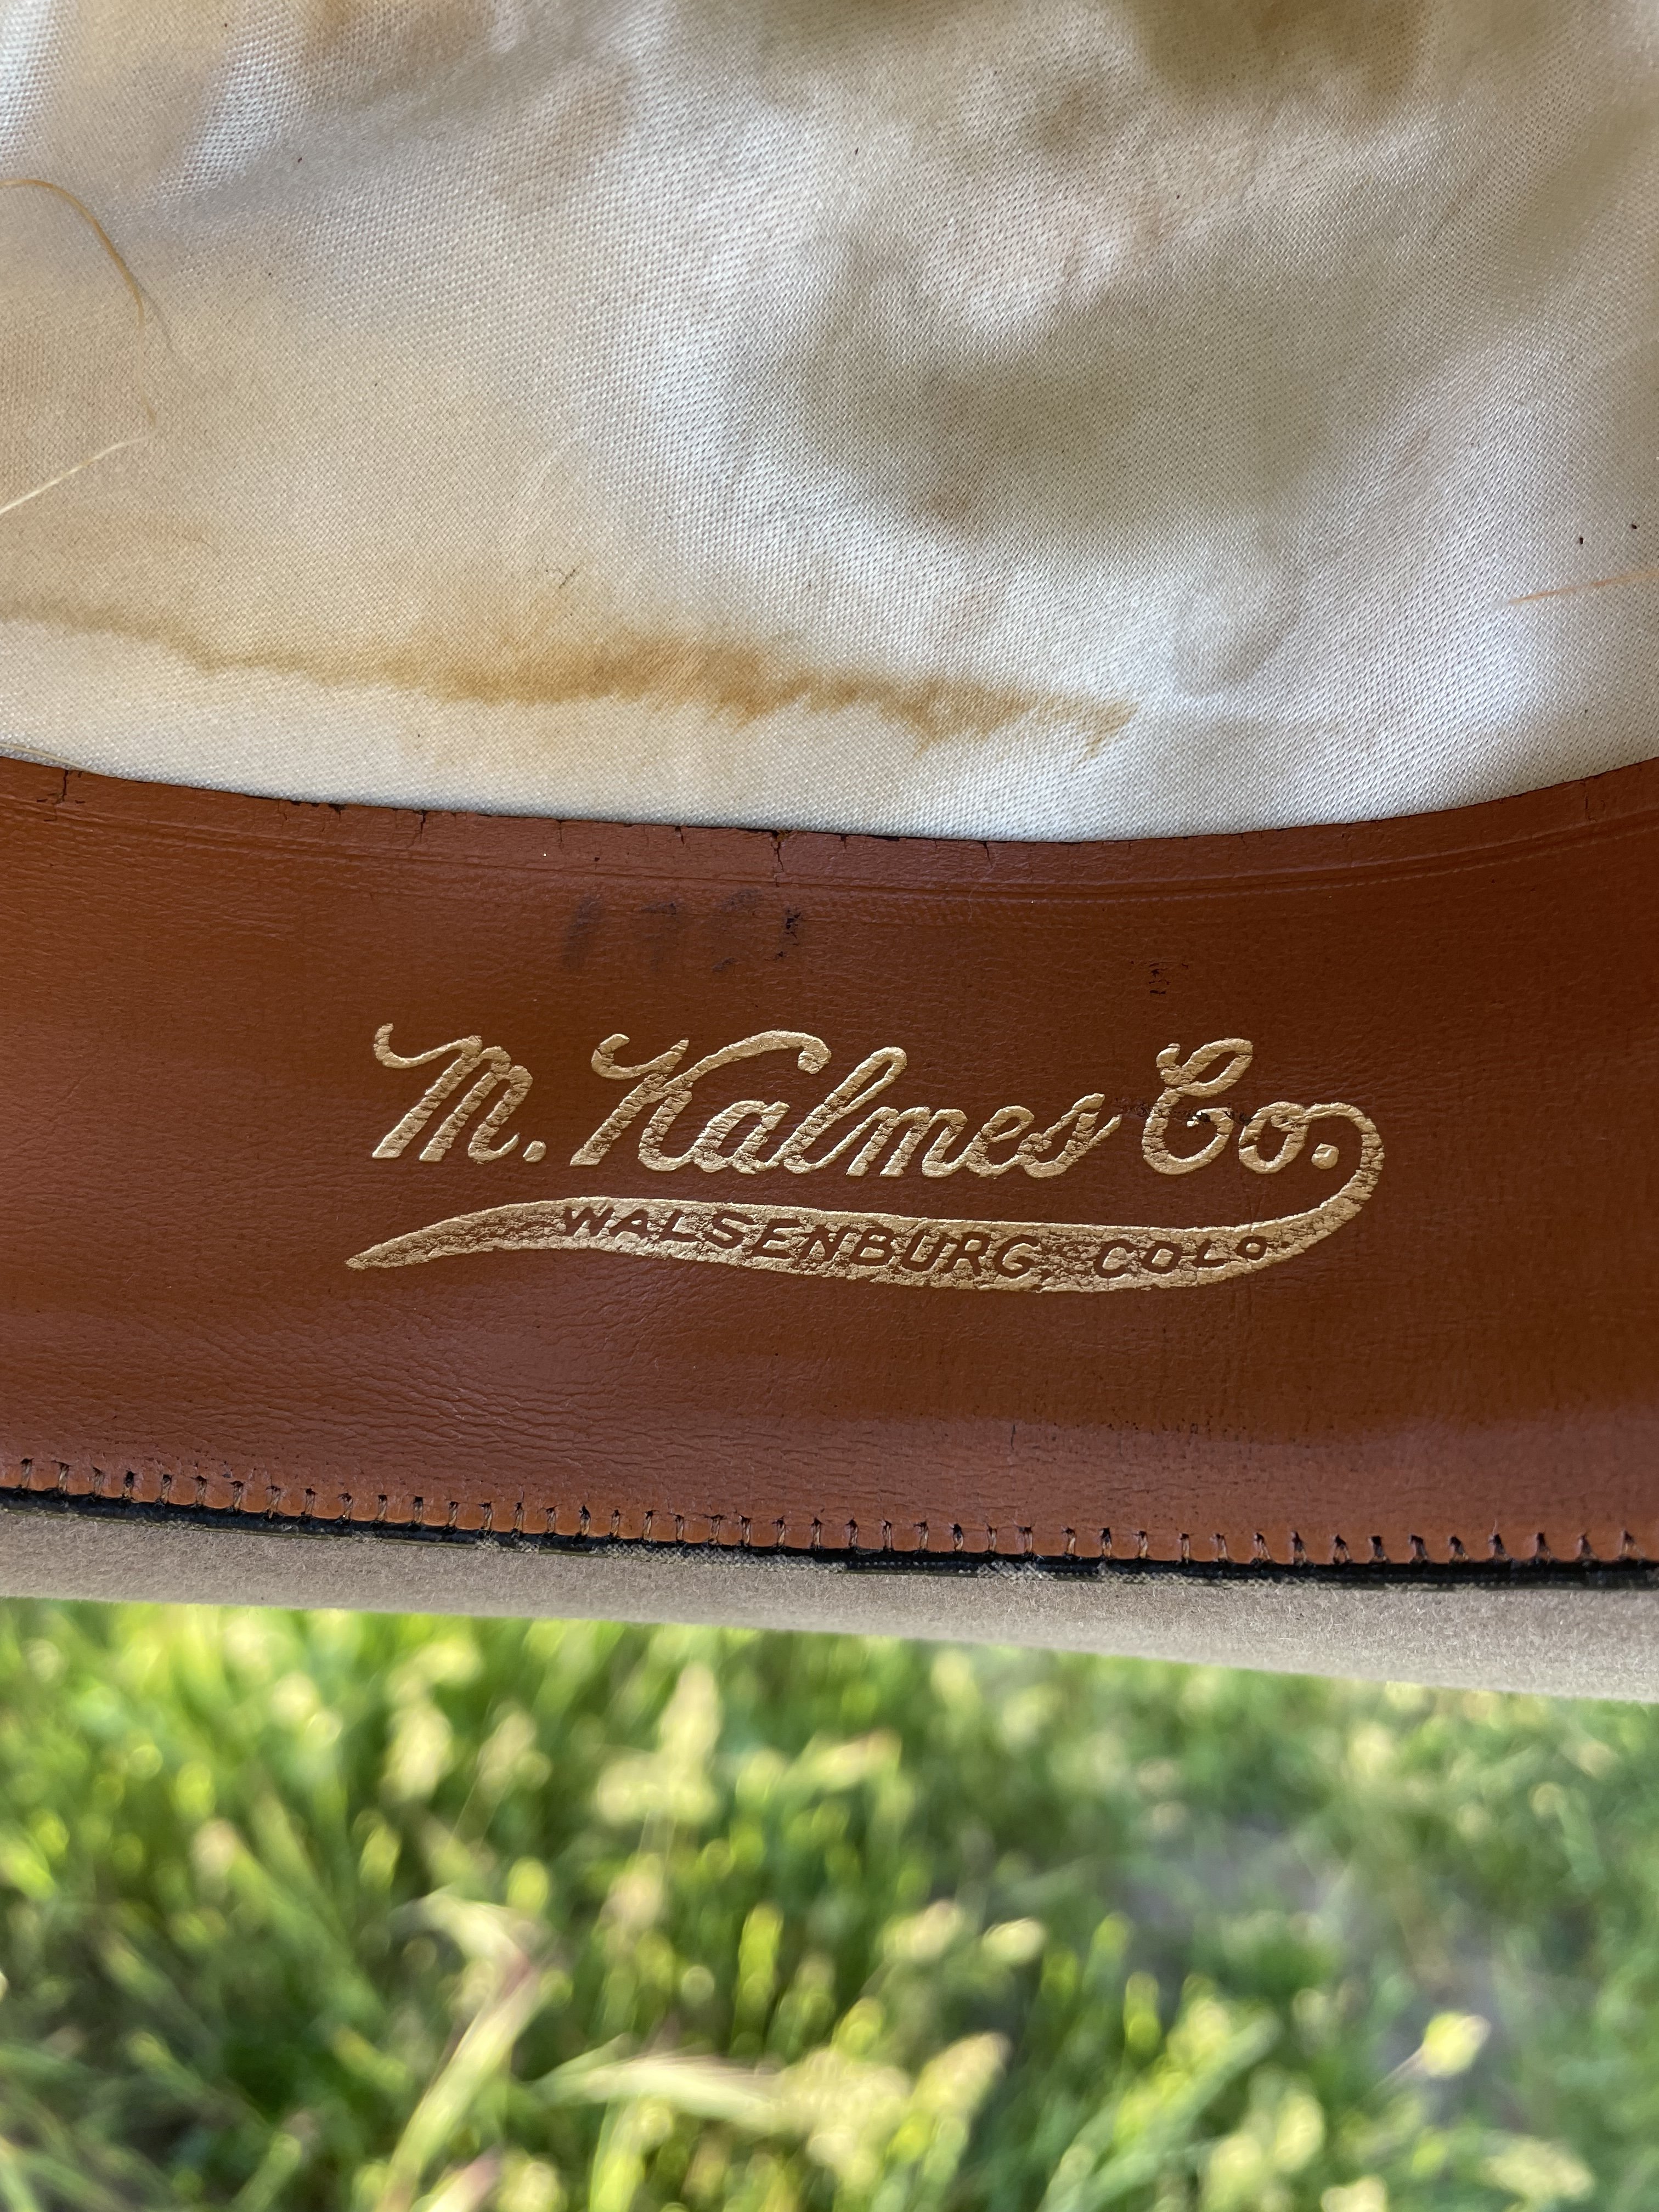 M. Kalmes Co.
WALSENBURG, COLO.